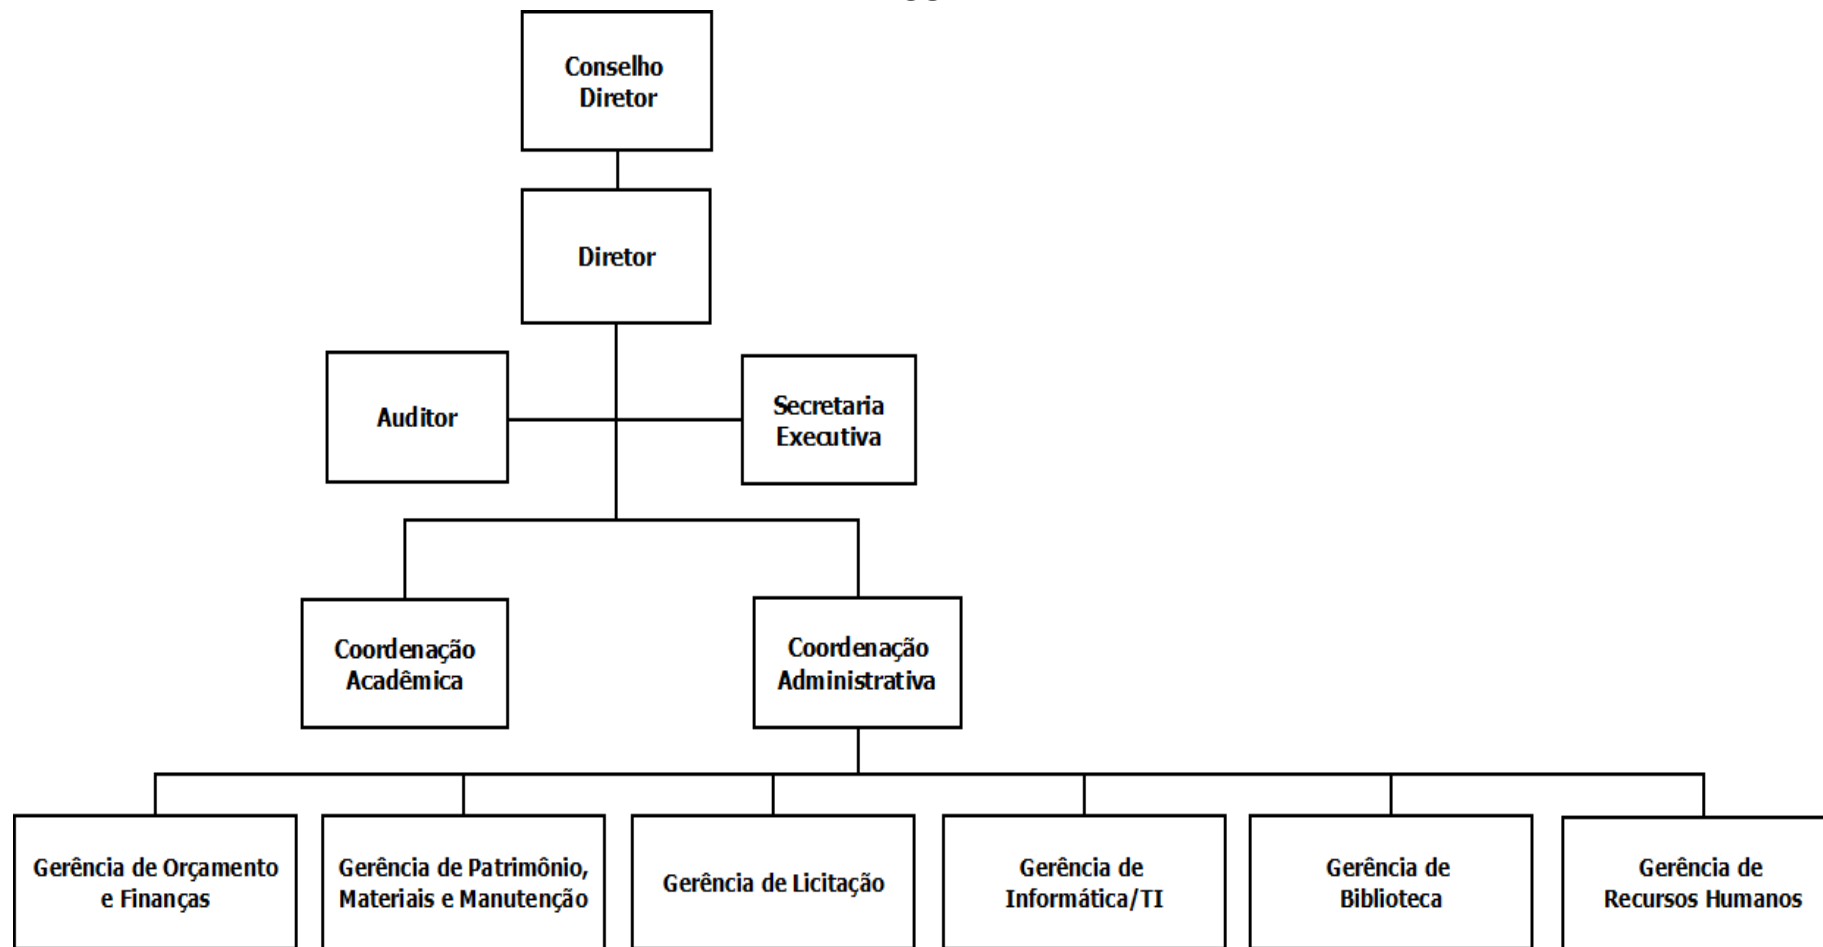 Conselho
Diretor
Diretor
Auditor
Secretaria
Executiva
Coordenação
Acadêmica
Coordenação
Administrativa
Gerência de Orçamento
e Finanças
Gerência de Patrimônio,
Materiais e Manutenção
Gerência de Licitação
Gerência de
Informática/TI
Gerência de
Biblioteca
Gerência de
Recursos Humanos